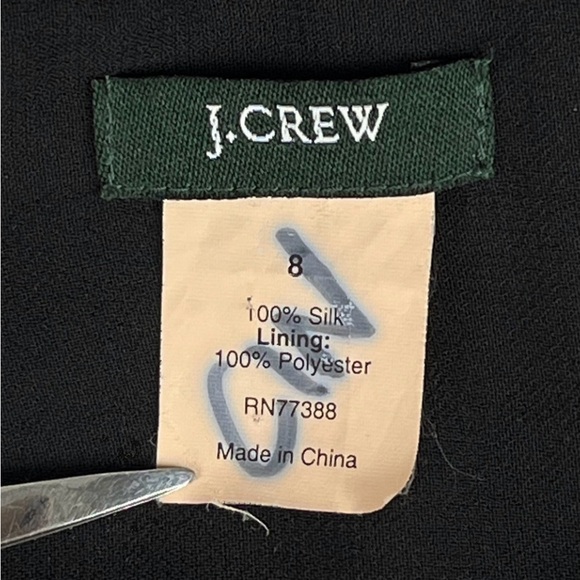 J.CREW
8
100% Silk
Lining:
100% Polyester
RN77388
Made in China